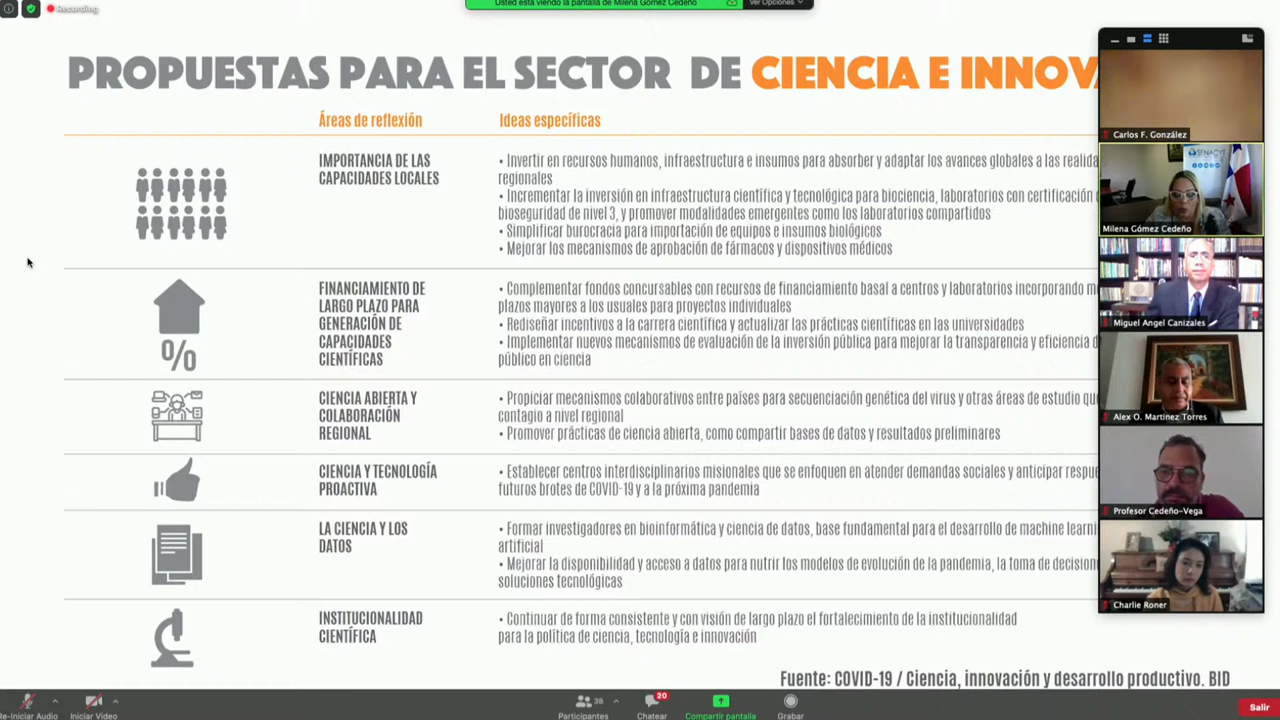 Recording
Usted está viendo la pantalla de Milena Gómez Cedeño
Ver Opciones
PROPUESTAS PARA EL SECTOR DE CIENCIA E INNOV
Áreas de reflexión
Ideas específicas
IMPORTANCIA DE LAS
CAPACIDADES LOCALES
• Invertir en recursos humanos, infraestructura e insumos para absorber y adaptar los avances globales a las realida
regionales
• Incrementar la inversión en infraestructura científica y tecnológica para biociencia, laboratorios con certificación
bioseguridad de nivel 3, y promover modalidades emergentes como los laboratorios compartidos
• Simplificar burocracia para importación de equipos e insumos biológicos
• Mejorar los mecanismos de aprobación de fármacos y dispositivos médicos
%
FINANCIAMIENTO DE
LARGO PLAZO PARA
GENERACIÓN DE
CAPACIDADES
CIENTÍFICAS
• Complementar fondos concursables con recursos de financiamiento basal a centros y laboratorios incorporando
plazos mayores a los usuales para proyectos individuales
• Rediseñar incentivos a la carrera científica y actualizar las prácticas científicas en las universidades
• Implementar nuevos mecanismos de evaluación de la inversión pública para mejorar la transparencia y eficiencia
público en ciencia
CIENCIA ABIERTA Y
COLABORACIÓN
REGIONAL
• Propiciar mecanismos colaborativos entre países para secuenciación genética del virus y otras áreas de estudio
contagio a nivel regional
• Promover prácticas de ciencia abierta, como compartir bases de datos y resultados preliminares
CIENCIA Y TECNOLOGÍA
PROACTIVA
• Establecer centros interdisciplinarios misionales que se enfoquen en atender demandas sociales y anticipar respue
futuros brotes de COVID-19 y a la próxima pandemia
LA CIENCIA Y LOS
DATOS
• Formar investigadores en bioinformática y ciencia de datos, base fundamental para el desarrollo de machine learni
artificial
• Mejorar la disponibilidad y acceso a datos para nutrir los modelos de evolución de la pandemia, la toma de decision
soluciones tecnológicas
INSTITUCIONALIDAD
CIENTÍFICA
• Continuar de forma consistente y con visión de largo plazo el fortalecimiento de la institucionalidad
para la política de ciencia, tecnología e innovación
Fuente: COVID-19 / Ciencia, innovación y desarrollo productivo. BID
Carlos F. González
SENACYT
Milena Gómez Cedeño
Miguel Angel Canizales
Alex O. Martínez Torres
Profesor Cedeño-Vega
Charlie Roner
Re-Iniciar Audio
Iniciar Video
38
Participantes
20
Chatear
Compartir pantalla
Grabar
Salir